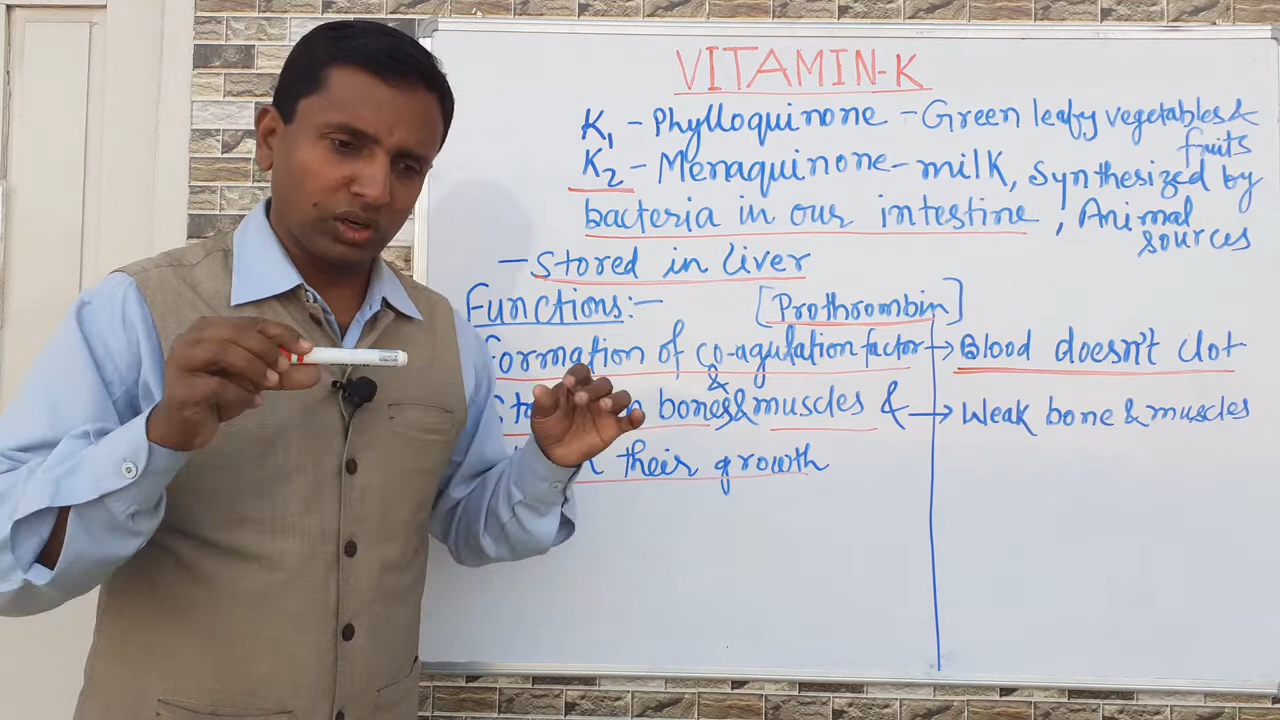 VITAMIN-K
K1 - Phylloquinone - Green leafy vegetables &
fruits
K2 - Menaquinone - milk, Synthesized by
bacteria in our intestine, Animal
sources
- Stored in Liver
Functions:-
[Prothrombin]
Formation of co-agulation factor → Blood doesn't clot
&
bones & muscles & → Weak bone & muscles
their growth